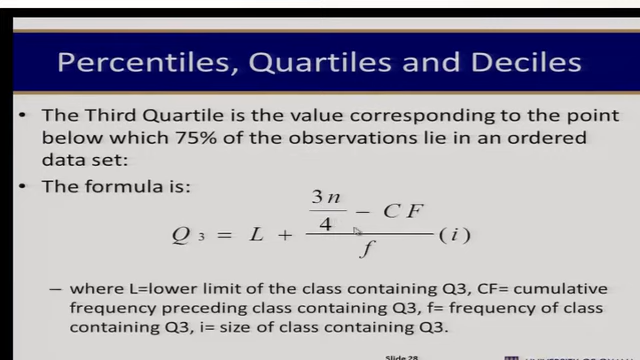 Percentiles, Quartiles and Deciles
• The Third Quartile is the value corresponding to the point
below which 75% of the observations lie in an ordered
data set:
• The formula is:
Q3 = L + (3n/4 − CF)/f (i)
– where L=lower limit of the class containing Q3, CF= cumulative
frequency preceding class containing Q3, f= frequency of class
containing Q3, i= size of class containing Q3.
Slide 28